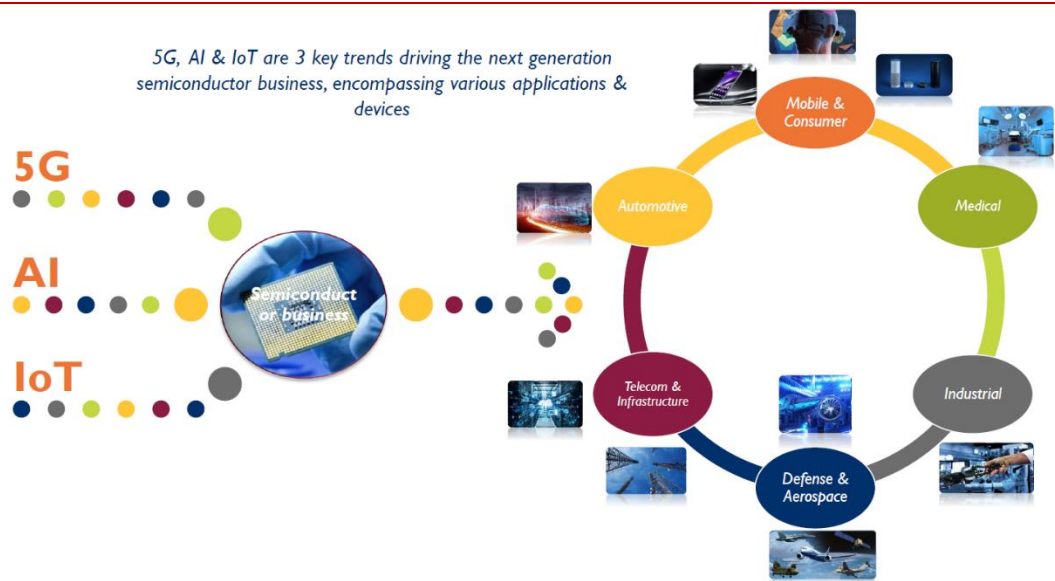 5G, AI & IoT are 3 key trends driving the next generation
semiconductor business, encompassing various applications &
devices
5G
AI
IoT
Semiconduct
or business
Mobile &
Consumer
Automotive
Medical
Telecom &
Infrastructure
Industrial
Defense &
Aerospace